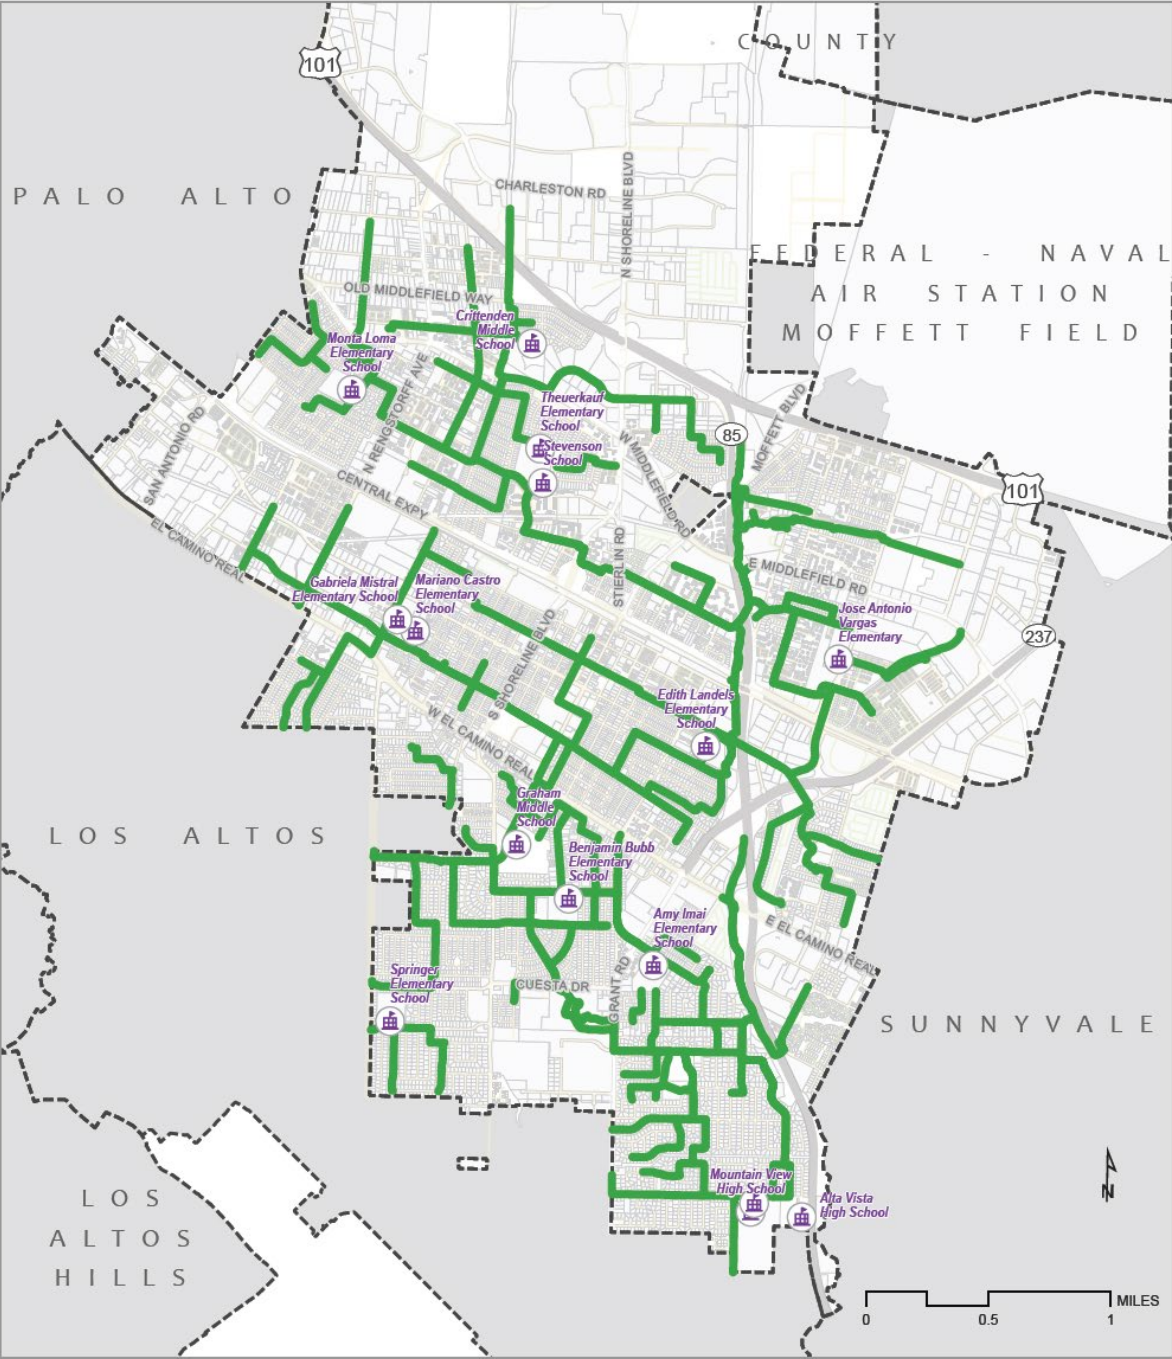 COUNTY
101
PALO ALTO
CHARLESTON RD
N SHORELINE BLVD
FEDERAL - NAVAL
AIR STATION
MOFFETT FIELD
OLD MIDDLEFIELD WAY
Crittenden
Middle
School
Monta Loma
Elementary
School
N RENGSTORFF AVE
Theuerkauf
Elementary
School
Stevenson
School
W MIDDLEFIELD RD
85
MOFFETT BLVD
101
SAN ANTONIO RD
CENTRAL EXPY
EL CAMINO REAL
STIERLIN RD
E MIDDLEFIELD RD
Gabriela Mistral
Elementary School
Mariano Castro
Elementary
School
Jose Antonio
Vargas
Elementary
237
S SHORELINE BLVD
Edith Landels
Elementary
School
W EL CAMINO REAL
Graham
Middle
School
LOS ALTOS
Benjamin Bubb
Elementary
School
Amy Imai
Elementary
School
E EL CAMINO REAL
Springer
Elementary
School
CUESTA DR
GRANT RD
SUNNYVALE
Mountain View
High School
Alta Vista
High School
LOS
ALTOS
HILLS
N
MILES
0 0.5 1